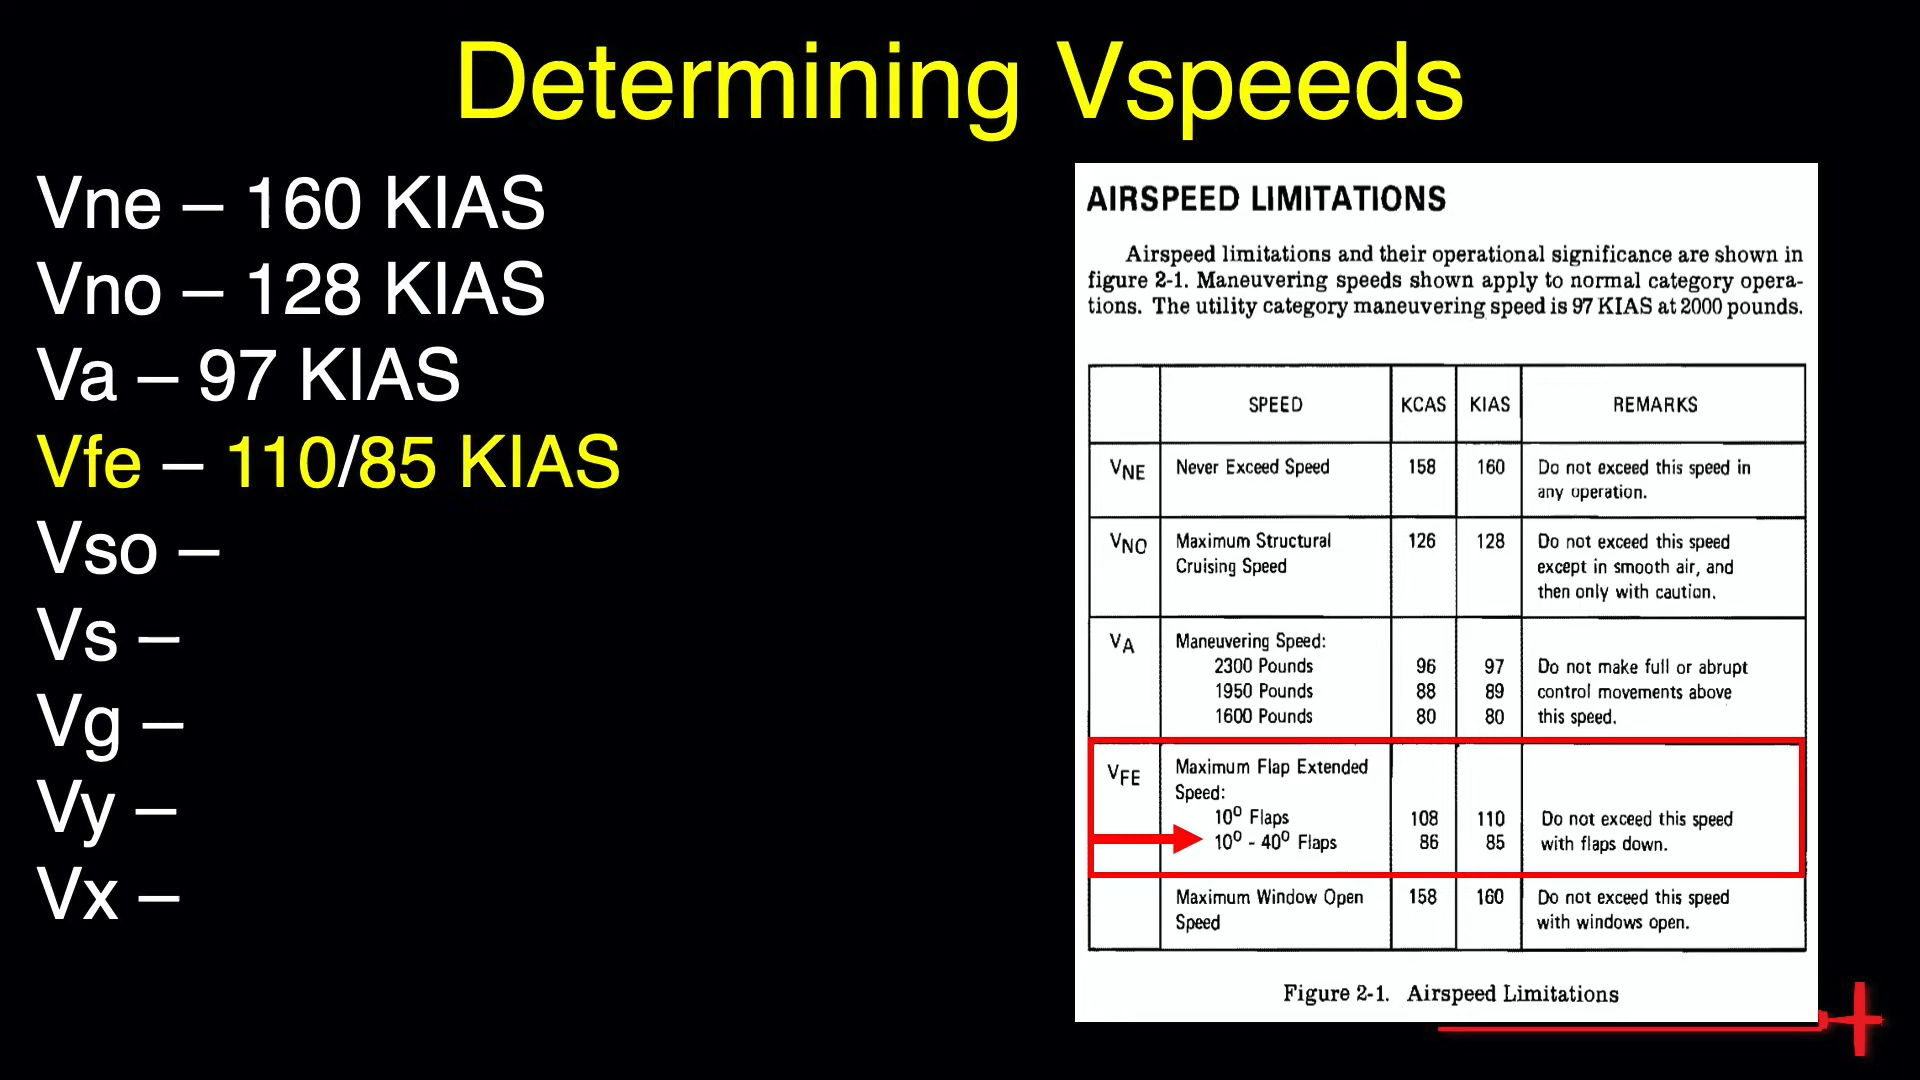 Determining Vspeeds
Vne – 160 KIAS
Vno – 128 KIAS
Va – 97 KIAS
Vfe – 110/85 KIAS
Vso –
Vs –
Vg –
Vy –
Vx –
AIRSPEED LIMITATIONS
Airspeed limitations and their operational significance are shown in
figure 2-1. Maneuvering speeds shown apply to normal category opera-
tions. The utility category maneuvering speed is 97 KIAS at 2000 pounds.
SPEED KCAS KIAS REMARKS
VNE Never Exceed Speed 158 160 Do not exceed this speed in
any operation.
VNO Maximum Structural 126 128 Do not exceed this speed
Cruising Speed except in smooth air, and
then only with caution.
VA Maneuvering Speed:
2300 Pounds 96 97 Do not make full or abrupt
1950 Pounds 88 89 control movements above
1600 Pounds 80 80 this speed.
VFE Maximum Flap Extended
Speed:
10⁰ Flaps 108 110 Do not exceed this speed
10⁰ - 40⁰ Flaps 86 85 with flaps down.
Maximum Window Open 158 160 Do not exceed this speed
Speed with windows open.
Figure 2-1. Airspeed Limitations